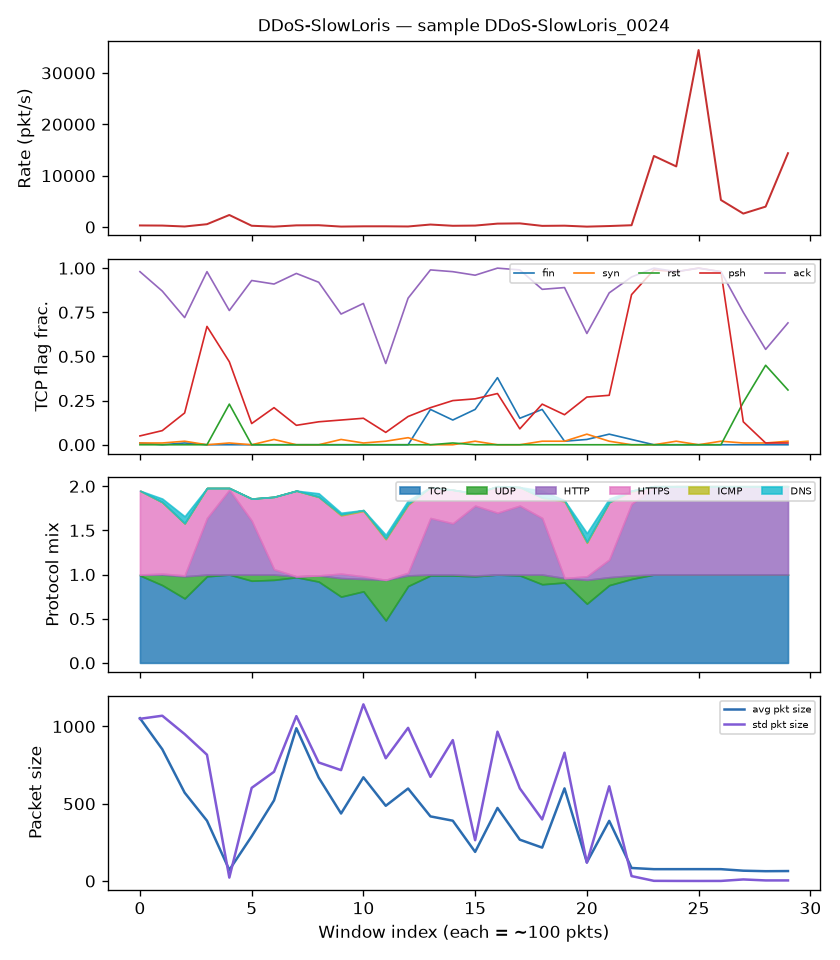 DDoS-SlowLoris — sample DDoS-SlowLoris_0024
Rate (pkt/s)
30000
20000
10000
0
TCP flag frac.
1.00
0.75
0.50
0.25
0.00
fin syn rst psh ack
Protocol mix
2.0
1.5
1.0
0.5
0.0
TCP UDP HTTP HTTPS ICMP DNS
Packet size
1000
500
0
avg pkt size
std pkt size
0 5 10 15 20 25 30
Window index (each = ~100 pkts)